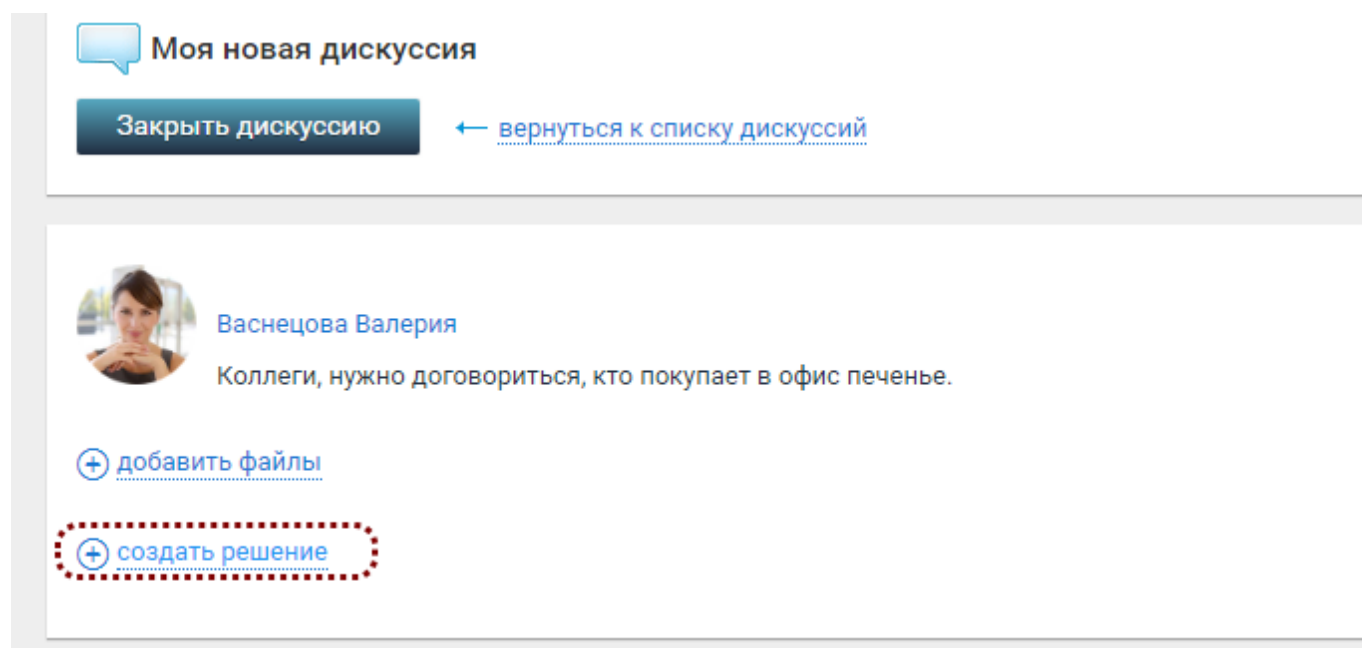 Моя новая дискуссия
Закрыть дискуссию ← вернуться к списку дискуссий
Васнецова Валерия
Коллеги, нужно договориться, кто покупает в офис печенье.
добавить файлы
создать решение